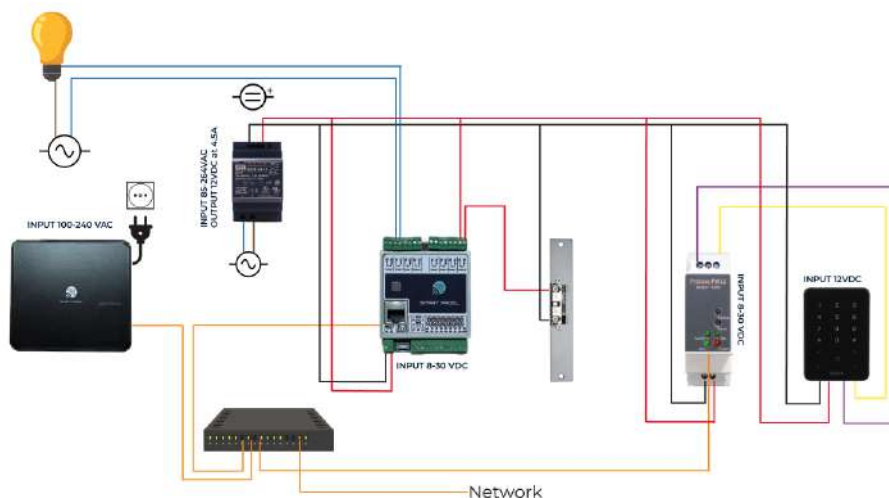 INPUT 85-264VAC
OUTPUT 12VDC at 4.5A
INPUT 100-240 VAC
INPUT 8-30 VDC
INPUT 8-30 VDC
INPUT 12VDC
Network